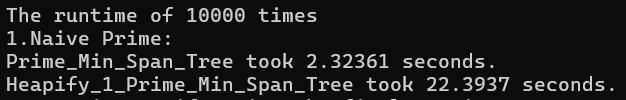 The runtime of 10000 times
1.Naive Prime:
Prime_Min_Span_Tree took 2.32361 seconds.
Heapify_1_Prime_Min_Span_Tree took 22.3937 seconds.